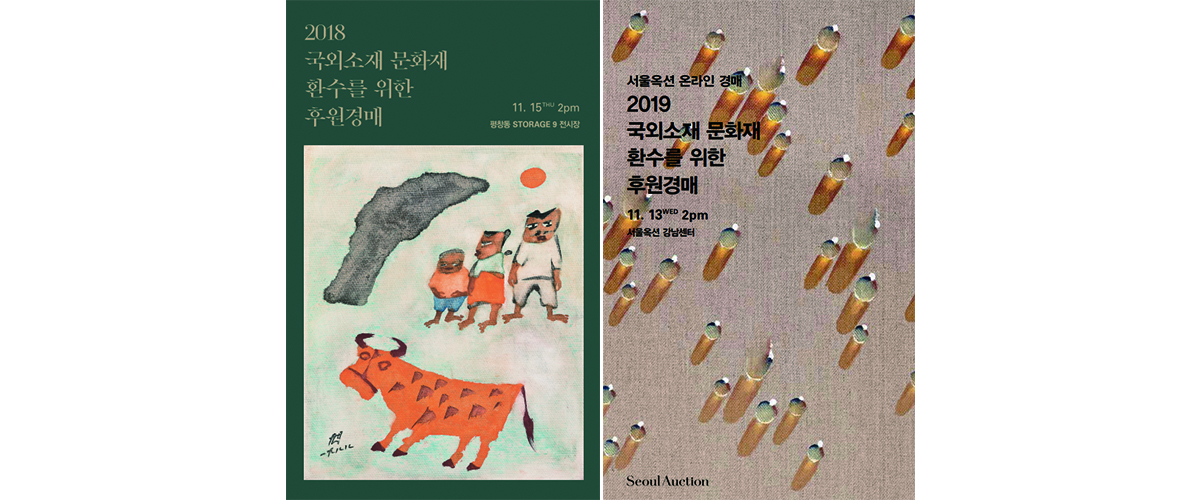 2018
국외소재 문화재
환수를 위한
후원경매
11. 15THU 2pm
평창동 STORAGE 9 전시장
서울옥션 온라인 경매
2019
국외소재 문화재
환수를 위한
후원경매
11. 13WED 2pm
서울옥션 강남센터
Seoul Auction